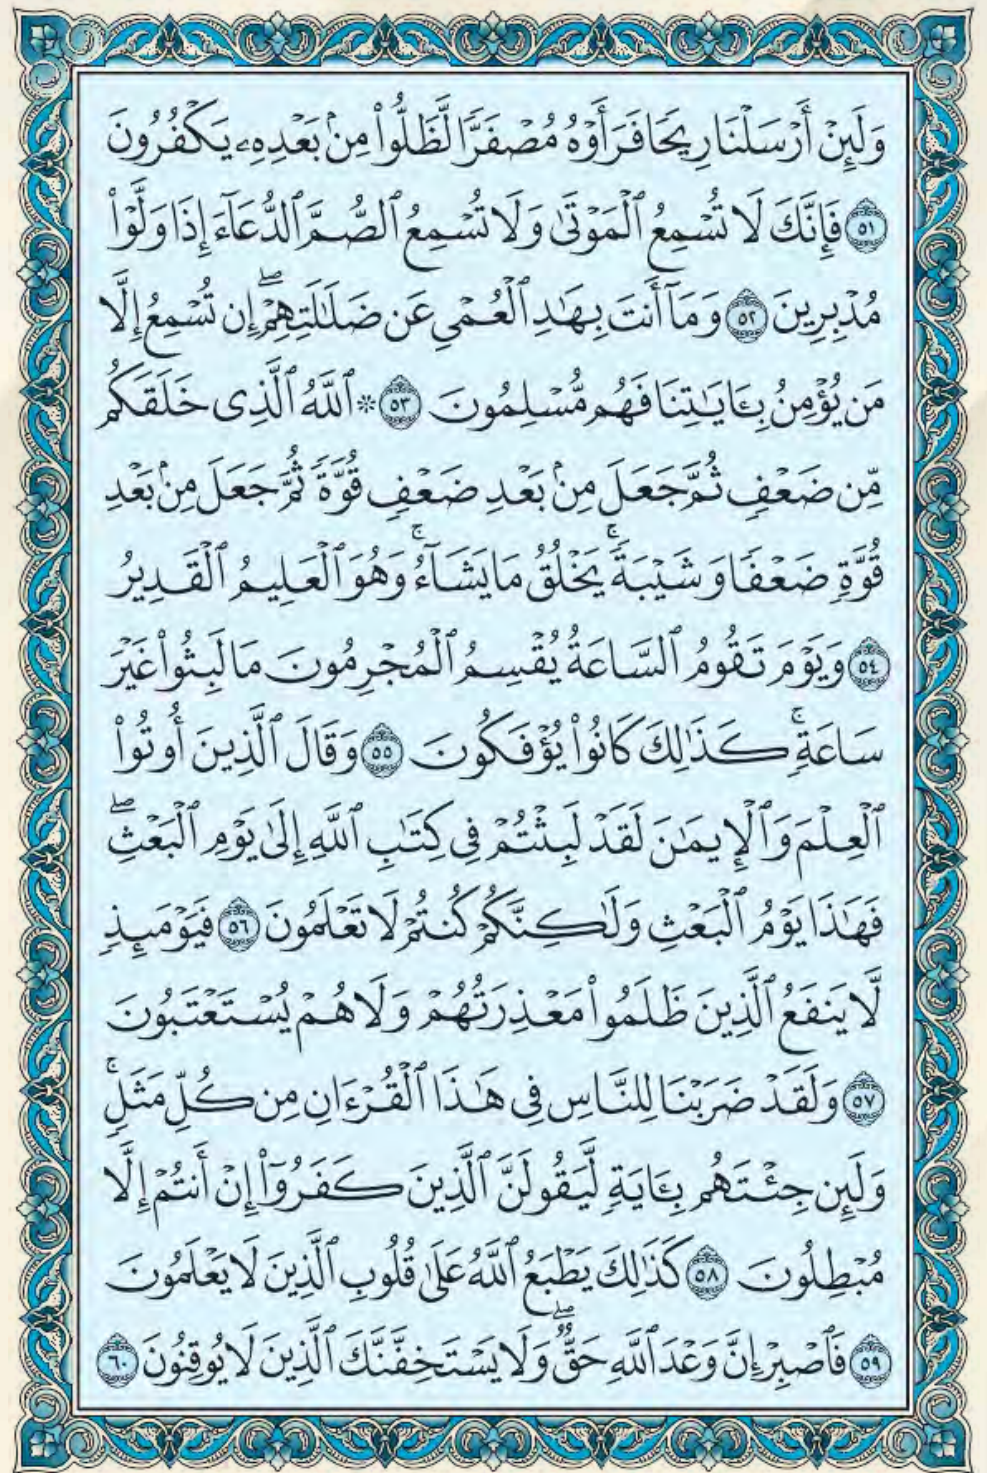 وَلَئِنْ أَرْسَلْنَا رِيحًا فَرَأَوْهُ مُصْفَرًّا لَّظَلُّوا۟ مِنۢ بَعْدِهِۦ يَكْفُرُونَ
٥١ فَإِنَّكَ لَا تُسْمِعُ ٱلْمَوْتَىٰ وَلَا تُسْمِعُ ٱلصُّمَّ ٱلدُّعَآءَ إِذَا وَلَّوْا۟
مُدْبِرِينَ ٥٢ وَمَآ أَنتَ بِهَٰدِ ٱلْعُمْىِ عَن ضَلَٰلَتِهِمْ ۖ إِن تُسْمِعُ إِلَّا
مَن يُؤْمِنُ بِـَٔايَٰتِنَا فَهُم مُّسْلِمُونَ ٥٣ * ٱللَّهُ ٱلَّذِى خَلَقَكُم
مِّن ضَعْفٍ ثُمَّ جَعَلَ مِنۢ بَعْدِ ضَعْفٍ قُوَّةً ثُمَّ جَعَلَ مِنۢ بَعْدِ
قُوَّةٍ ضَعْفًا وَشَيْبَةً ۚ يَخْلُقُ مَا يَشَآءُ ۚ وَهُوَ ٱلْعَلِيمُ ٱلْقَدِيرُ
٥٤ وَيَوْمَ تَقُومُ ٱلسَّاعَةُ يُقْسِمُ ٱلْمُجْرِمُونَ مَا لَبِثُوا۟ غَيْرَ
سَاعَةٍ ۚ كَذَٰلِكَ كَانُوا۟ يُؤْفَكُونَ ٥٥ وَقَالَ ٱلَّذِينَ أُوتُوا۟
ٱلْعِلْمَ وَٱلْإِيمَٰنَ لَقَدْ لَبِثْتُمْ فِى كِتَٰبِ ٱللَّهِ إِلَىٰ يَوْمِ ٱلْبَعْثِ ۖ
فَهَٰذَا يَوْمُ ٱلْبَعْثِ وَلَٰكِنَّكُمْ كُنتُمْ لَا تَعْلَمُونَ ٥٦ فَيَوْمَئِذٍ
لَّا يَنفَعُ ٱلَّذِينَ ظَلَمُوا۟ مَعْذِرَتُهُمْ وَلَا هُمْ يُسْتَعْتَبُونَ
٥٧ وَلَقَدْ ضَرَبْنَا لِلنَّاسِ فِى هَٰذَا ٱلْقُرْءَانِ مِن كُلِّ مَثَلٍ ۚ
وَلَئِن جِئْتَهُم بِـَٔايَةٍ لَّيَقُولَنَّ ٱلَّذِينَ كَفَرُوٓا۟ إِنْ أَنتُمْ إِلَّا
مُبْطِلُونَ ٥٨ كَذَٰلِكَ يَطْبَعُ ٱللَّهُ عَلَىٰ قُلُوبِ ٱلَّذِينَ لَا يَعْلَمُونَ
٥٩ فَٱصْبِرْ إِنَّ وَعْدَ ٱللَّهِ حَقٌّ ۖ وَلَا يَسْتَخِفَّنَّكَ ٱلَّذِينَ لَا يُوقِنُونَ ٦٠